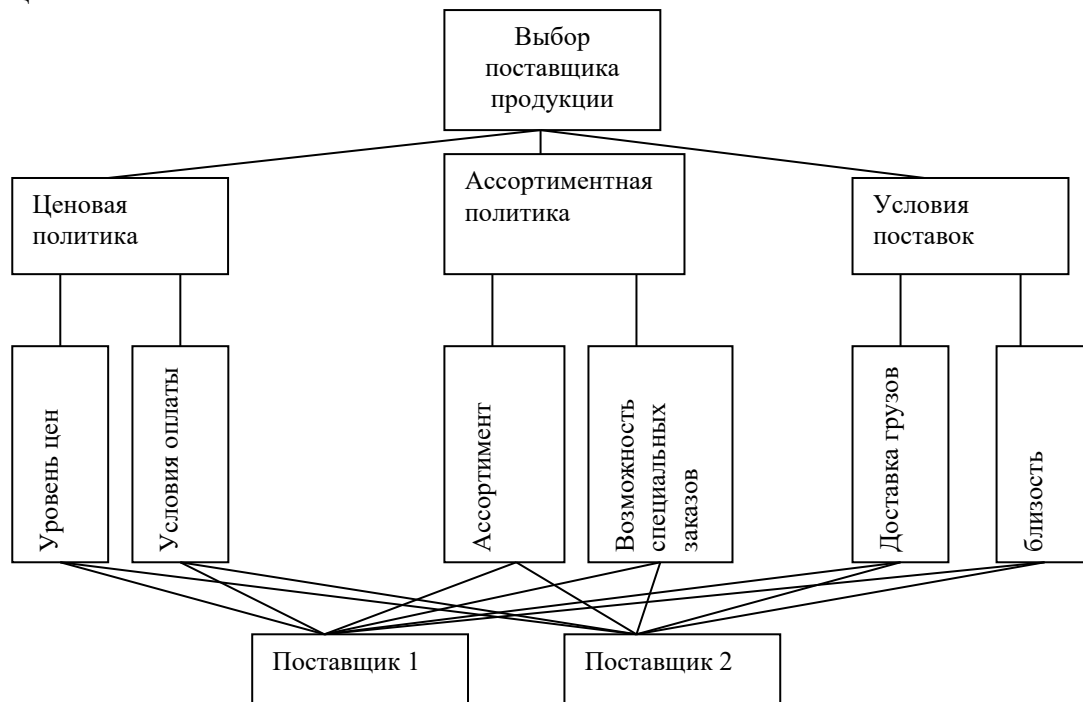 Выбор
поставщика
продукции
Ценовая
политика
Ассортиментная
политика
Условия
поставок
Уровень цен
Условия оплаты
Ассортимент
Возможность
специальных
заказов
Доставка грузов
близость
Поставщик 1
Поставщик 2